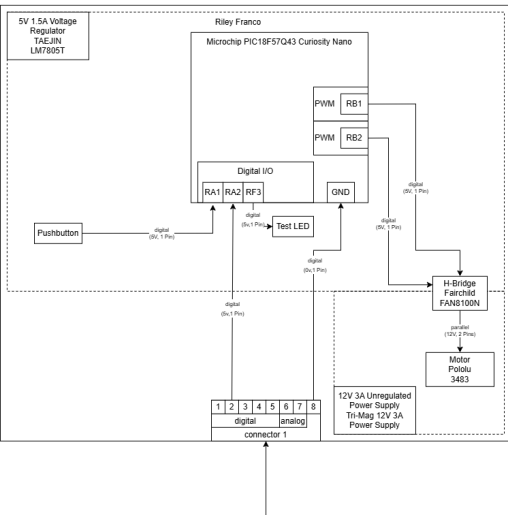 5V 1.5A Voltage
Regulator
TAEJIN
LM7805T
Riley Franco
Microchip PIC18F57Q43 Curiosity Nano
PWM RB1
PWM RB2
Digital I/O
RA1 RA2 RF3
GND
digital
(5V, 1 Pin)
digital
(5V, 1 Pin)
Pushbutton
digital
(5V, 1 Pin)
digital
(5v,1 Pin)
Test LED
digital
(0v,1 Pin)
digital
(5v,1 Pin)
H-Bridge
Fairchild
FAN8100N
parallel
(12V, 2 Pins)
Motor
Pololu
3483
12V 3A Unregulated
Power Supply
Tri-Mag 12V 3A
Power Supply
1 2 3 4 5 6 7 8
digital analog
connector 1